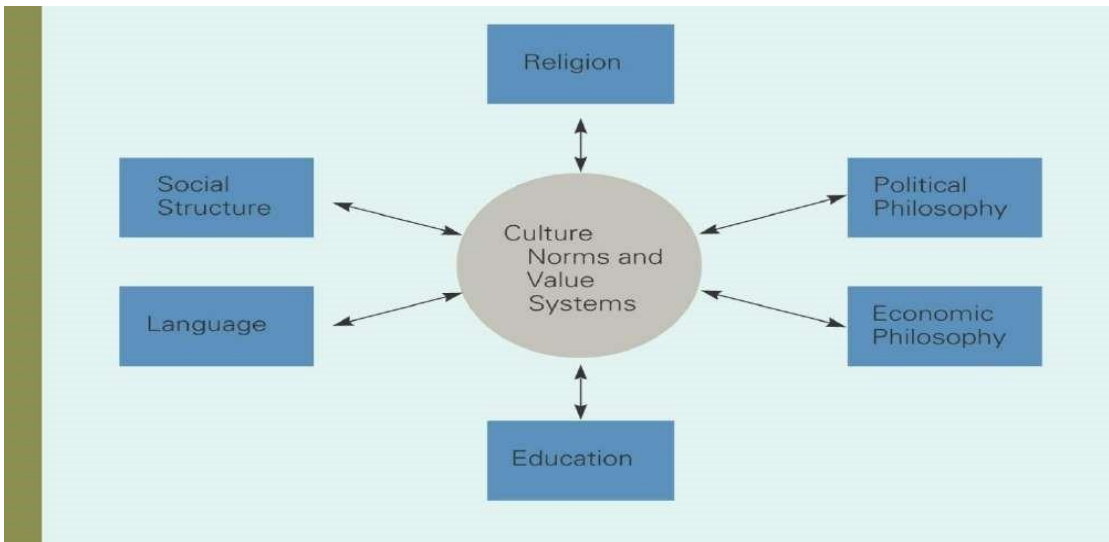 Religion
Social
Structure
Political
Philosophy
Culture
Norms and
Value
Systems
Language
Economic
Philosophy
Education